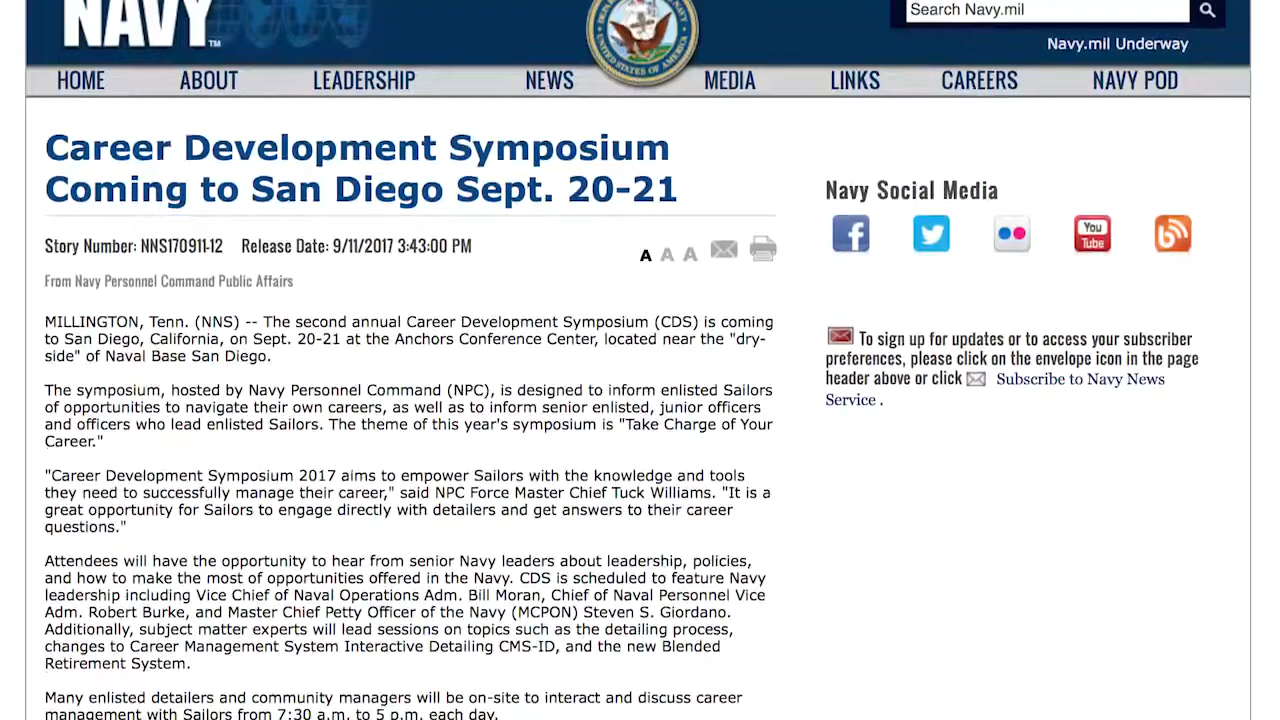 NAVY™
Search Navy.mil
Navy.mil Underway
UNITED STATES OF
HOME ABOUT LEADERSHIP NEWS MEDIA LINKS CAREERS NAVY POD
Career Development Symposium
Coming to San Diego Sept. 20-21
Story Number: NNS170911-12 Release Date: 9/11/2017 3:43:00 PM
A A A
From Navy Personnel Command Public Affairs
MILLINGTON, Tenn. (NNS) -- The second annual Career Development Symposium (CDS) is coming
to San Diego, California, on Sept. 20-21 at the Anchors Conference Center, located near the "dry-
side" of Naval Base San Diego.
The symposium, hosted by Navy Personnel Command (NPC), is designed to inform enlisted Sailors
of opportunities to navigate their own careers, as well as to inform senior enlisted, junior officers
and officers who lead enlisted Sailors. The theme of this year's symposium is "Take Charge of Your
Career."
"Career Development Symposium 2017 aims to empower Sailors with the knowledge and tools
they need to successfully manage their career," said NPC Force Master Chief Tuck Williams. "It is a
great opportunity for Sailors to engage directly with detailers and get answers to their career
questions."
Attendees will have the opportunity to hear from senior Navy leaders about leadership, policies,
and how to make the most of opportunities offered in the Navy. CDS is scheduled to feature Navy
leadership including Vice Chief of Naval Operations Adm. Bill Moran, Chief of Naval Personnel Vice
Adm. Robert Burke, and Master Chief Petty Officer of the Navy (MCPON) Steven S. Giordano.
Additionally, subject matter experts will lead sessions on topics such as the detailing process,
changes to Career Management System Interactive Detailing CMS-ID, and the new Blended
Retirement System.
Many enlisted detailers and community managers will be on-site to interact and discuss career
management with Sailors from 7:30 a.m. to 5 p.m. each day.
Navy Social Media
You
Tube
To sign up for updates or to access your subscriber
preferences, please click on the envelope icon in the page
header above or click Subscribe to Navy News
Service .